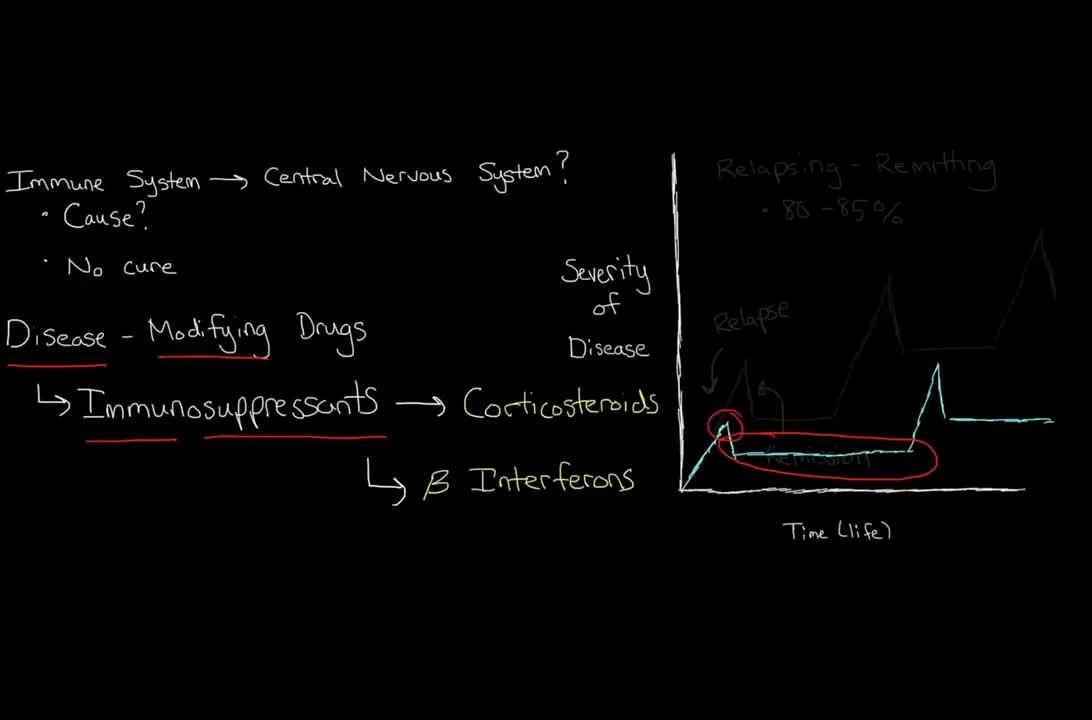 Immune System → Central Nervous System?
• Cause?
• No cure
Disease - Modifying Drugs
↳ Immunosuppressants → Corticosteroids
↳ β Interferons
Severity
of
Disease
Relapsing - Remitting
• 80 - 85%
Relapse
Remission
Time (life)